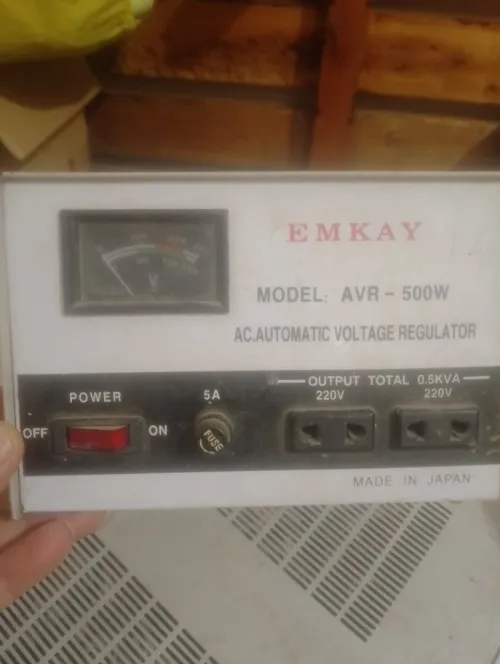 EMKAY
MODEL: AVR - 500W
AC.AUTOMATIC VOLTAGE REGULATOR
V
POWER
OFF
ON
5A
FUSE
OUTPUT TOTAL 0.5KVA
220V
220V
MADE IN JAPAN